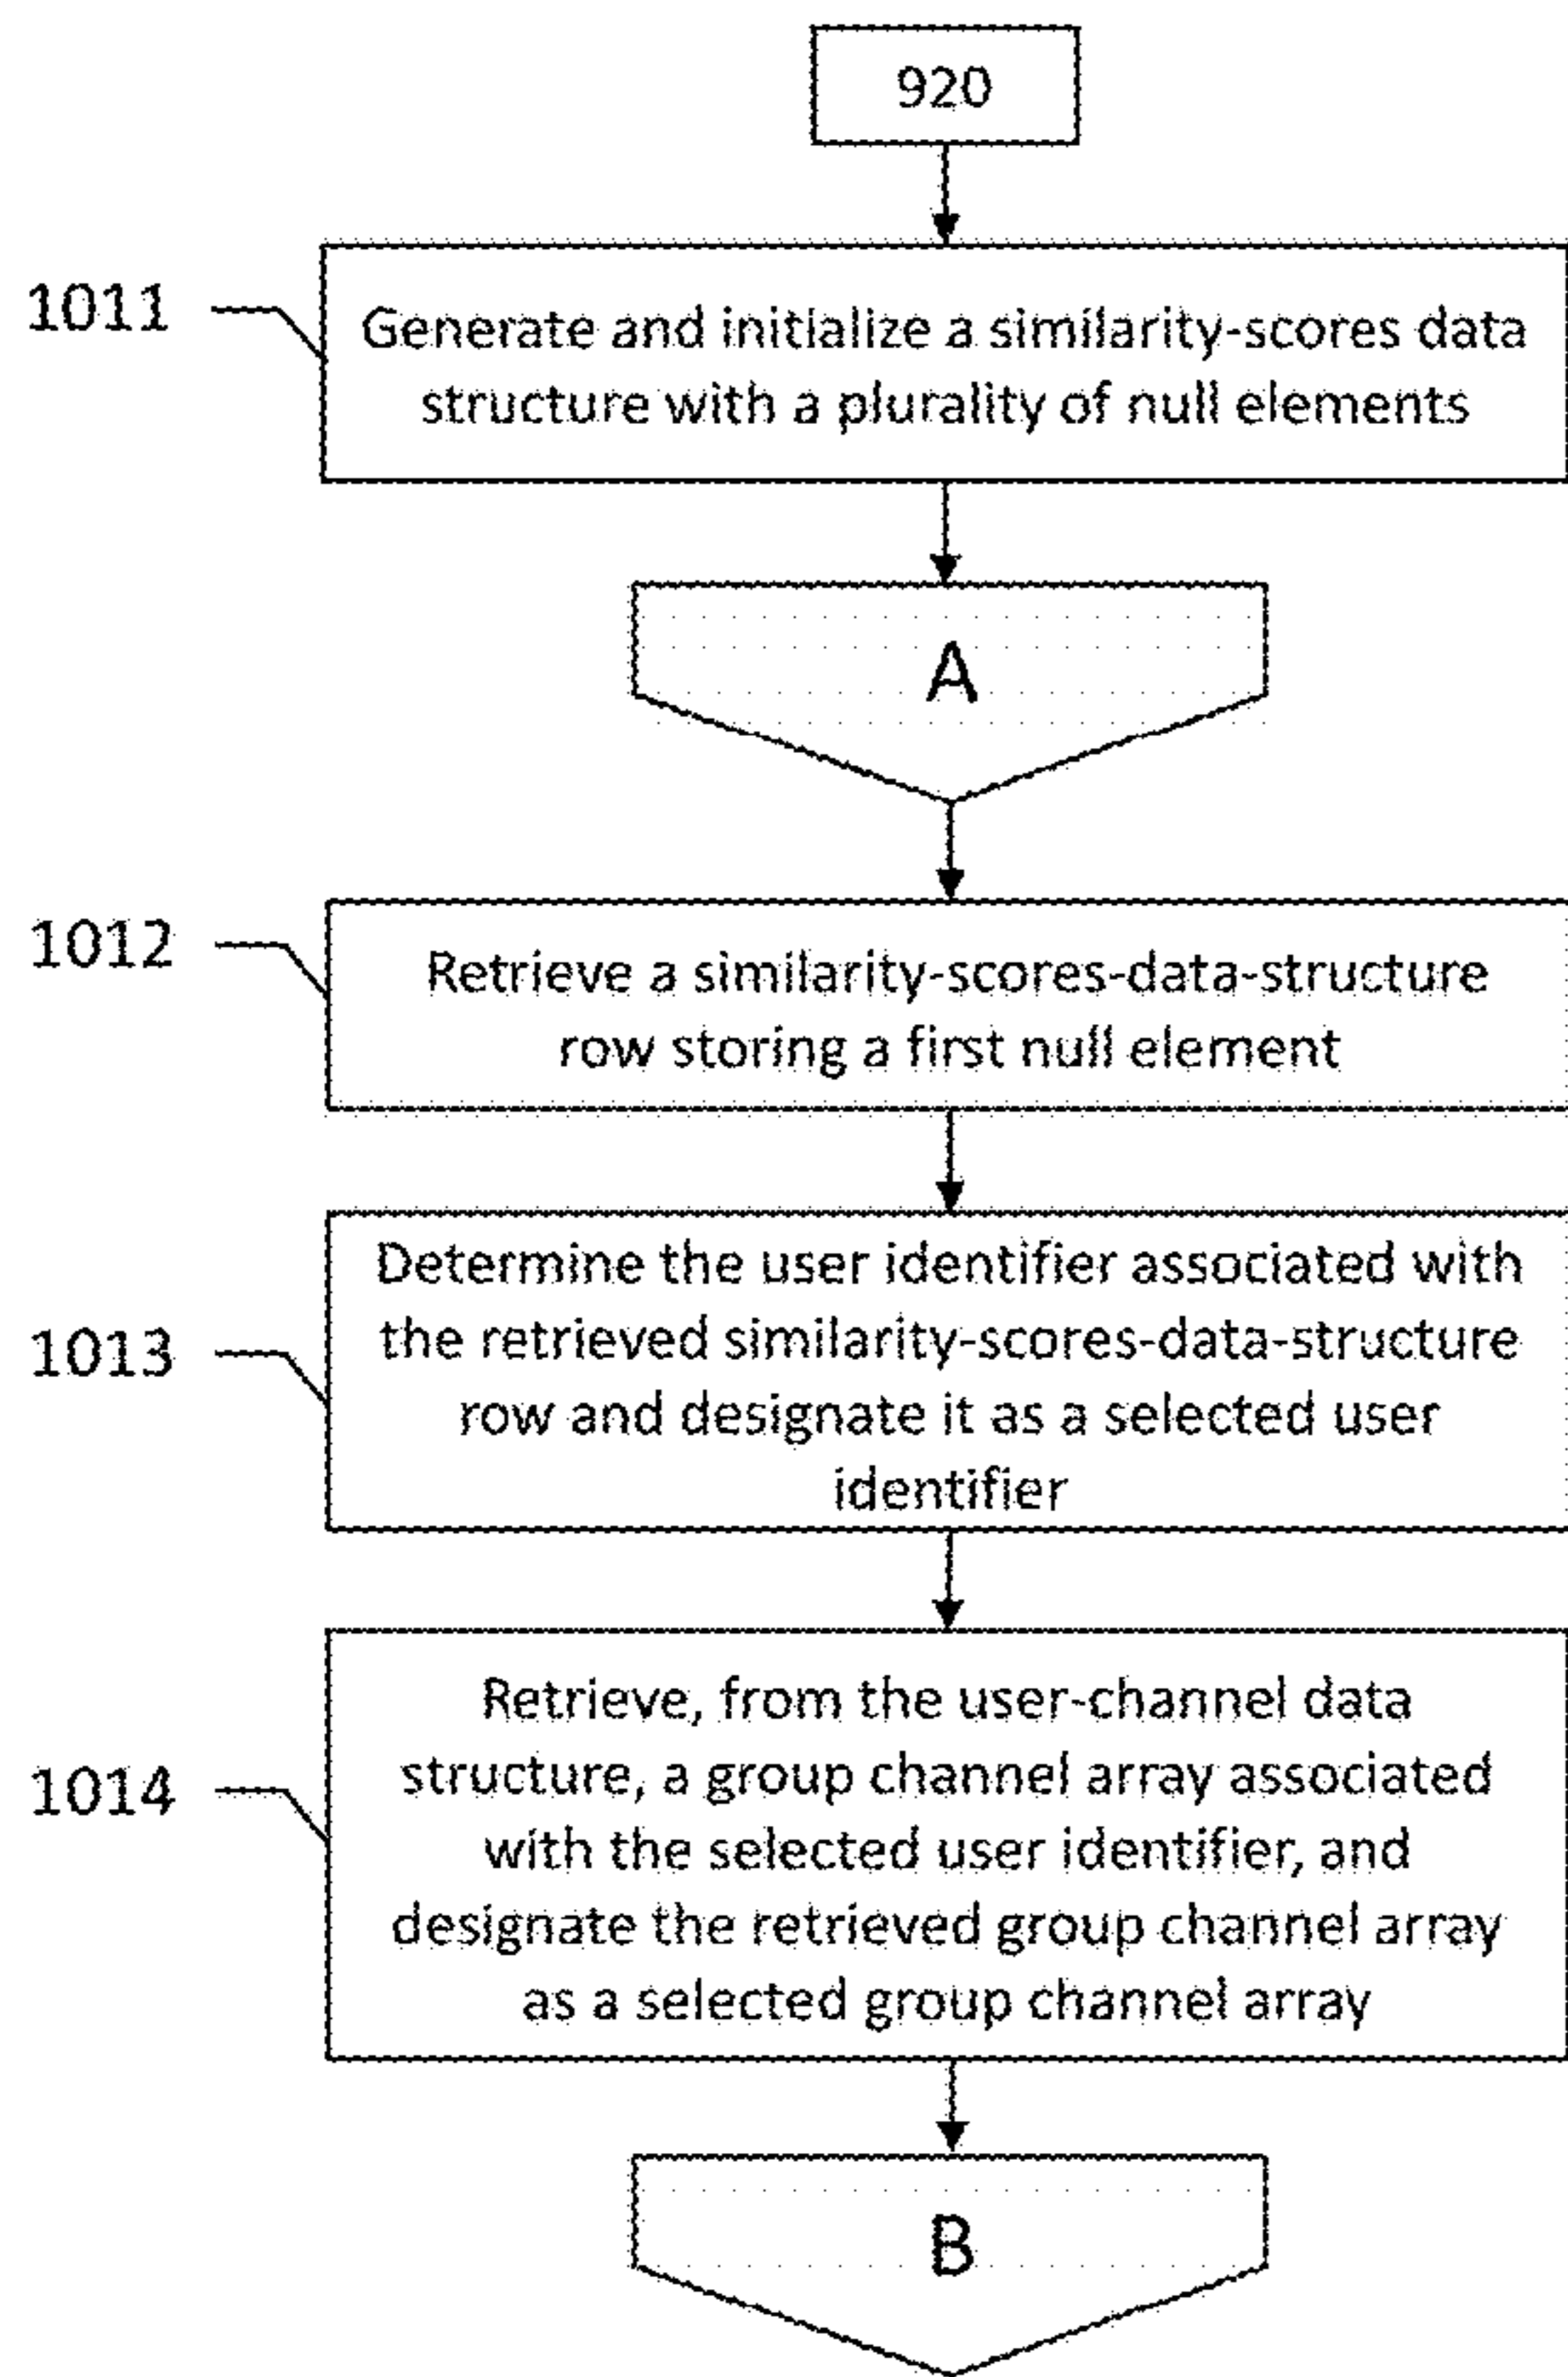 920
1011
Generate and initialize a similarity-scores data
structure with a plurality of null elements
A
1012
Retrieve a similarity-scores-data-structure
row storing a first null element
1013
Determine the user identifier associated with
the retrieved similarity-scores-data-structure
row and designate it as a selected user
identifier
1014
Retrieve, from the user-channel data
structure, a group channel array associated
with the selected user identifier, and
designate the retrieved group channel array
as a selected group channel array
B